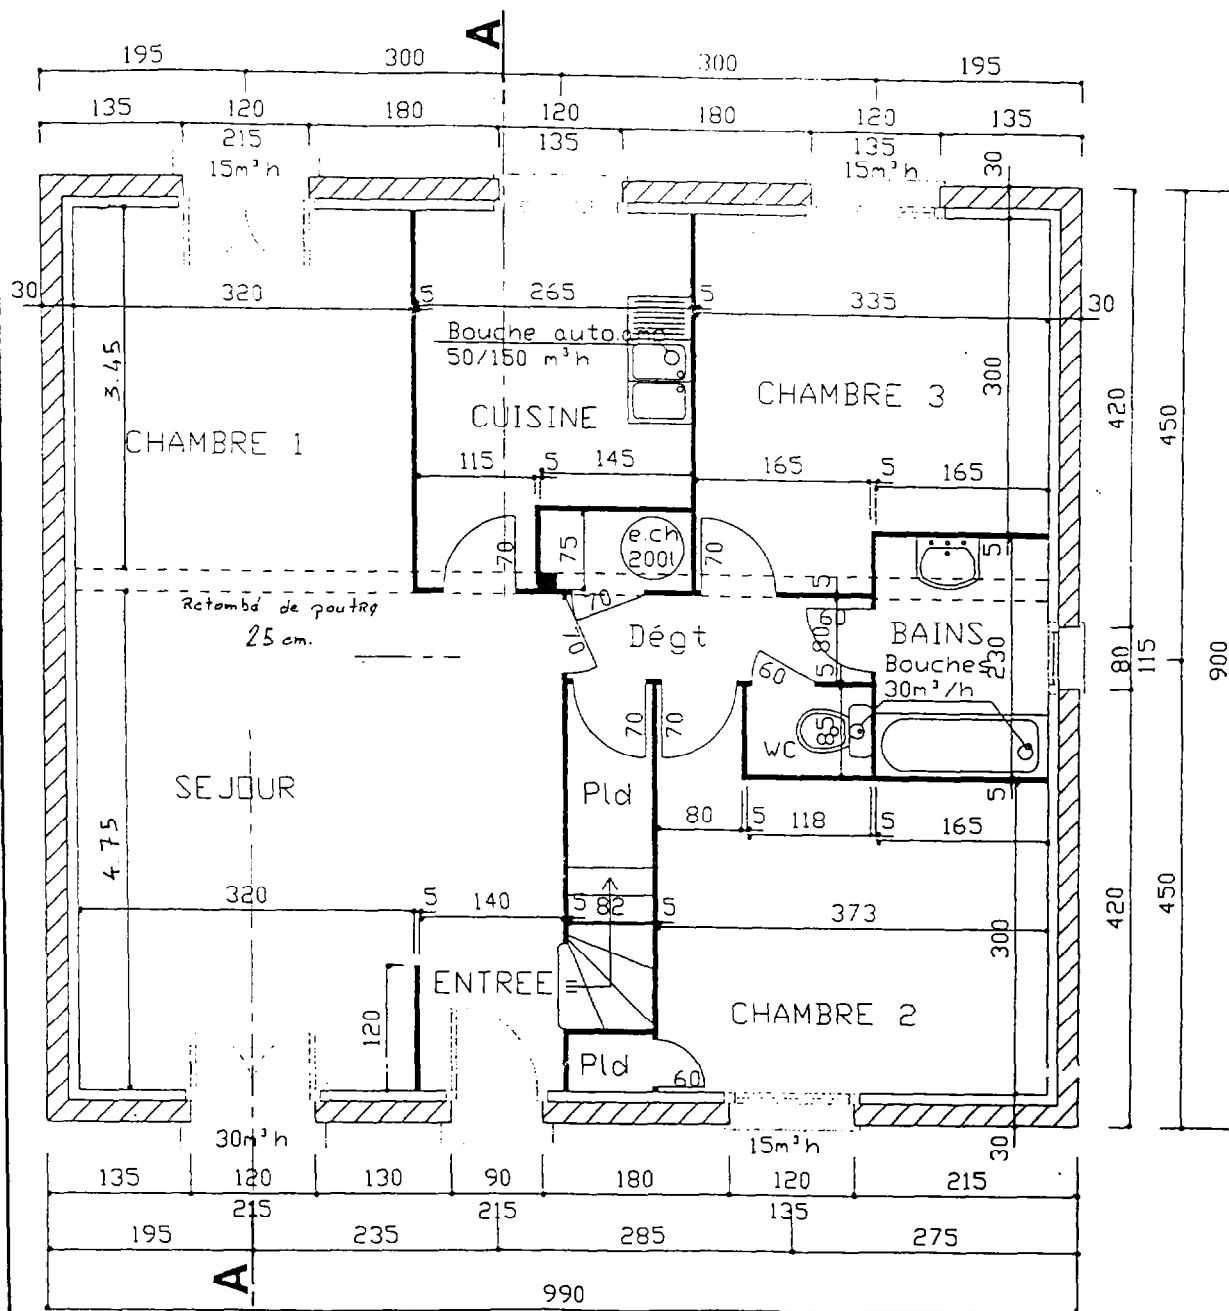 A
195 300 300 195
135 120 180 120 180 120 135
215 135 135
15m³h 15m³h 30
30 320 5 265 5 335 30
Bouche auto.
50/150 m³h
3.45
300
420
450
CHAMBRE 3
CUISINE
CHAMBRE 1
115 5 145 165 5 165
e.ch
200l
70 75 70 5
70 5
Retombé de poutre
25 cm.
Dégt
70
80
BAINS
230
Bouches
30m³/h
60 5
80
115
900
70 70
WC
85
SEJOUR
Pld
80 5 118 5 165
5
4.75
320 5 140 5 82 5 373
300
420
450
ENTREE
120
CHAMBRE 2
Pld
60
30m³h 15m³h 30
135 120 130 90 180 120 215
215 215 135
195 235 285 275
A
990